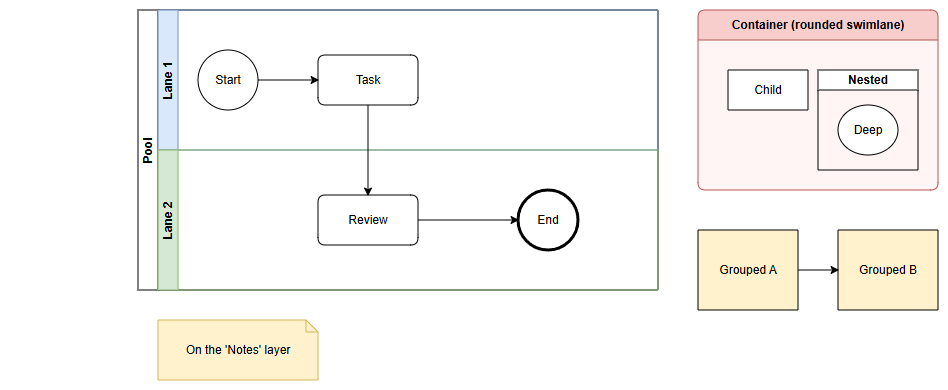 Pool
Lane 1
Start
Task
Lane 2
Review
End
On the 'Notes' layer
Container (rounded swimlane)
Child
Nested
Deep
Grouped A
Grouped B